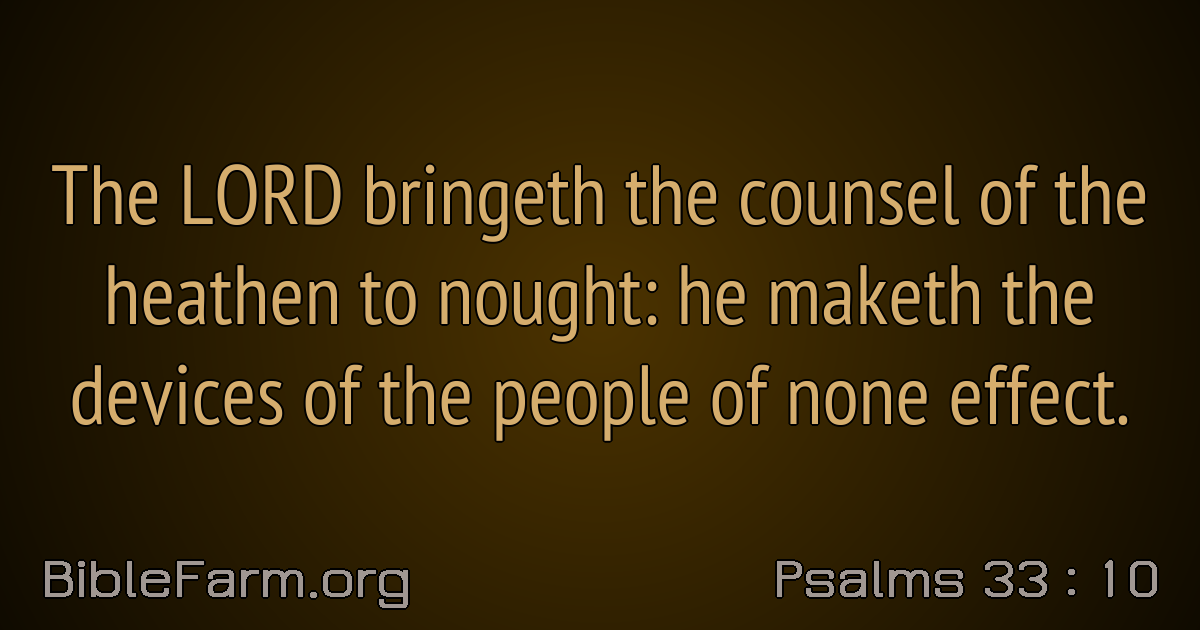 The LORD bringeth the counsel of the
heathen to nought: he maketh the
devices of the people of none effect.
BibleFarm.org
Psalms 33 : 10